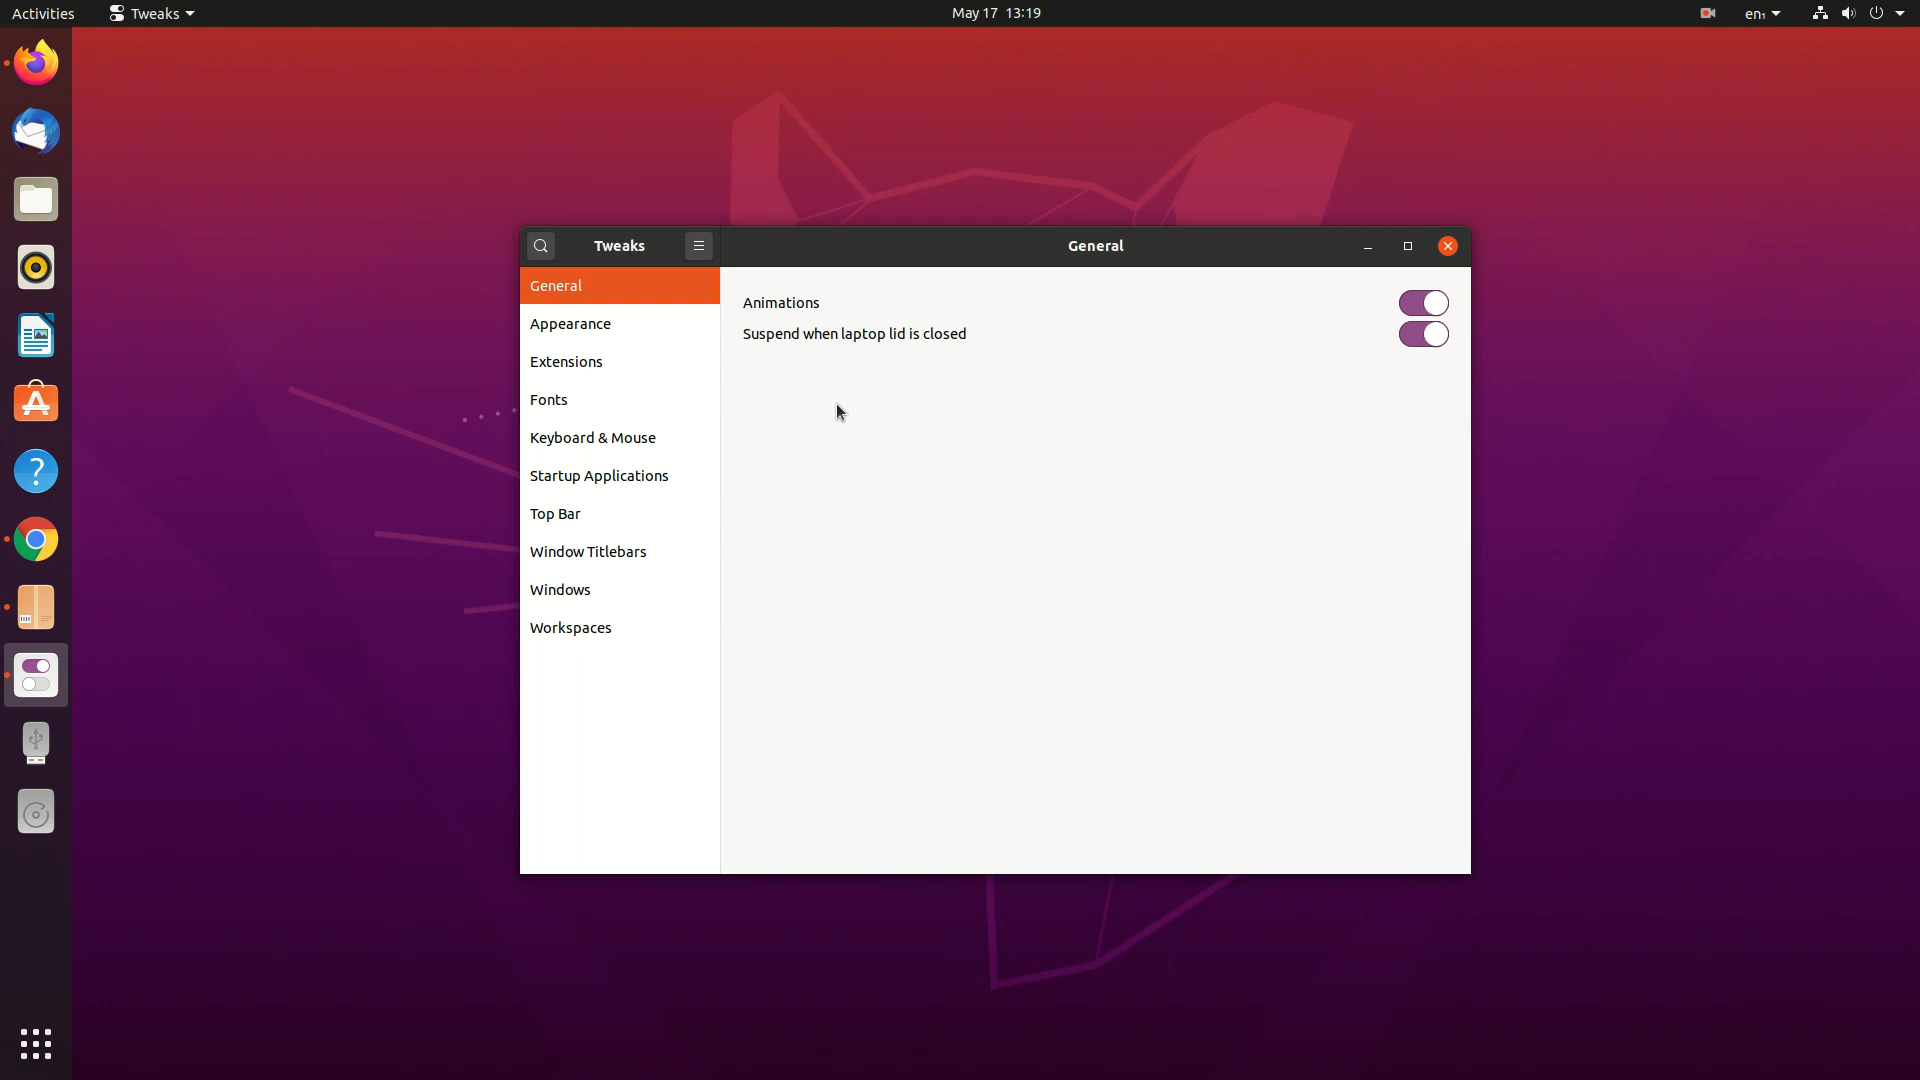 Activities
Tweaks
May 17 13:19
en₁
Tweaks
General
General
Appearance
Extensions
Fonts
Keyboard & Mouse
Startup Applications
Top Bar
Window Titlebars
Windows
Workspaces
Animations
Suspend when laptop lid is closed